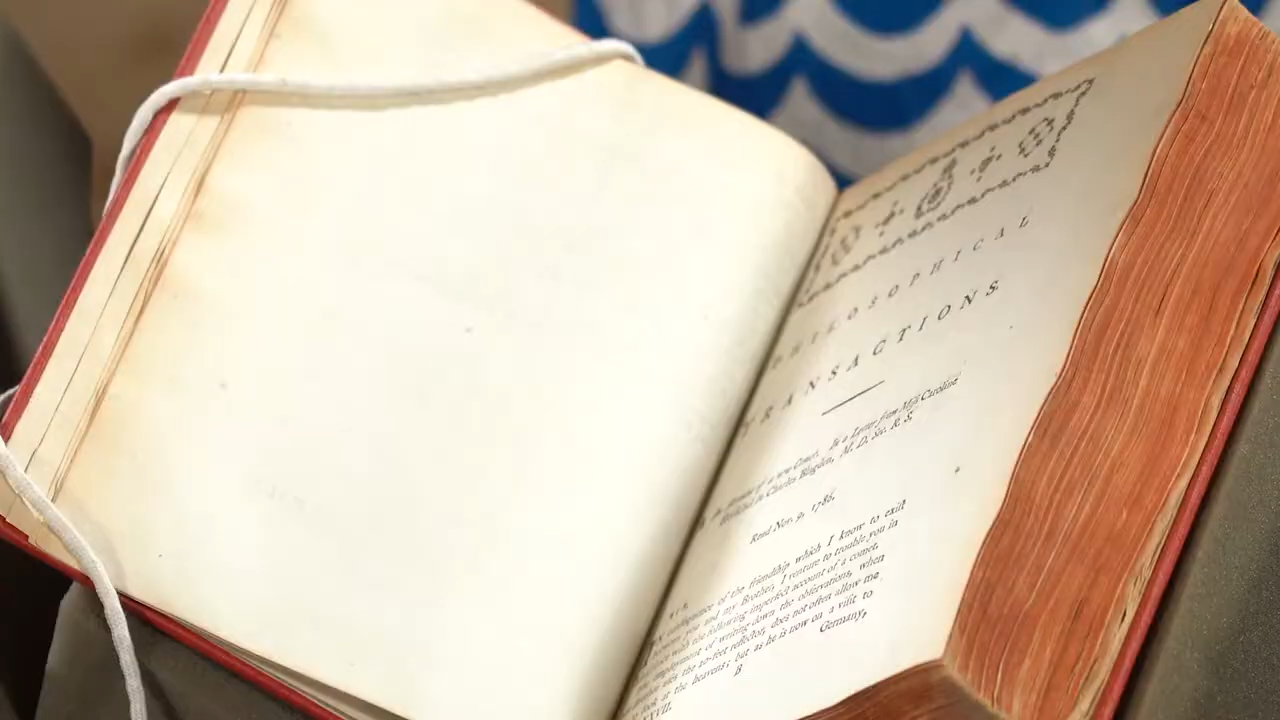 PHILOSOPHICAL
TRANSACTIONS
An Account of a new Comet. In a Letter from Miss Caroline
Herschel to Charles Blagden, M. D. Sec. R. S.
Read Nov. 9, 1786.
SIR,
IN consequence of the friendship which I know to exist
between you and my Brother, I venture to trouble you in
his absence with the following imperfect account of a comet.
employment of writing down the observations, when
uses the 20-feet reflector, does not often allow me
look at the heavens; but as he is now on a visit to
XXVII.
B
Germany,